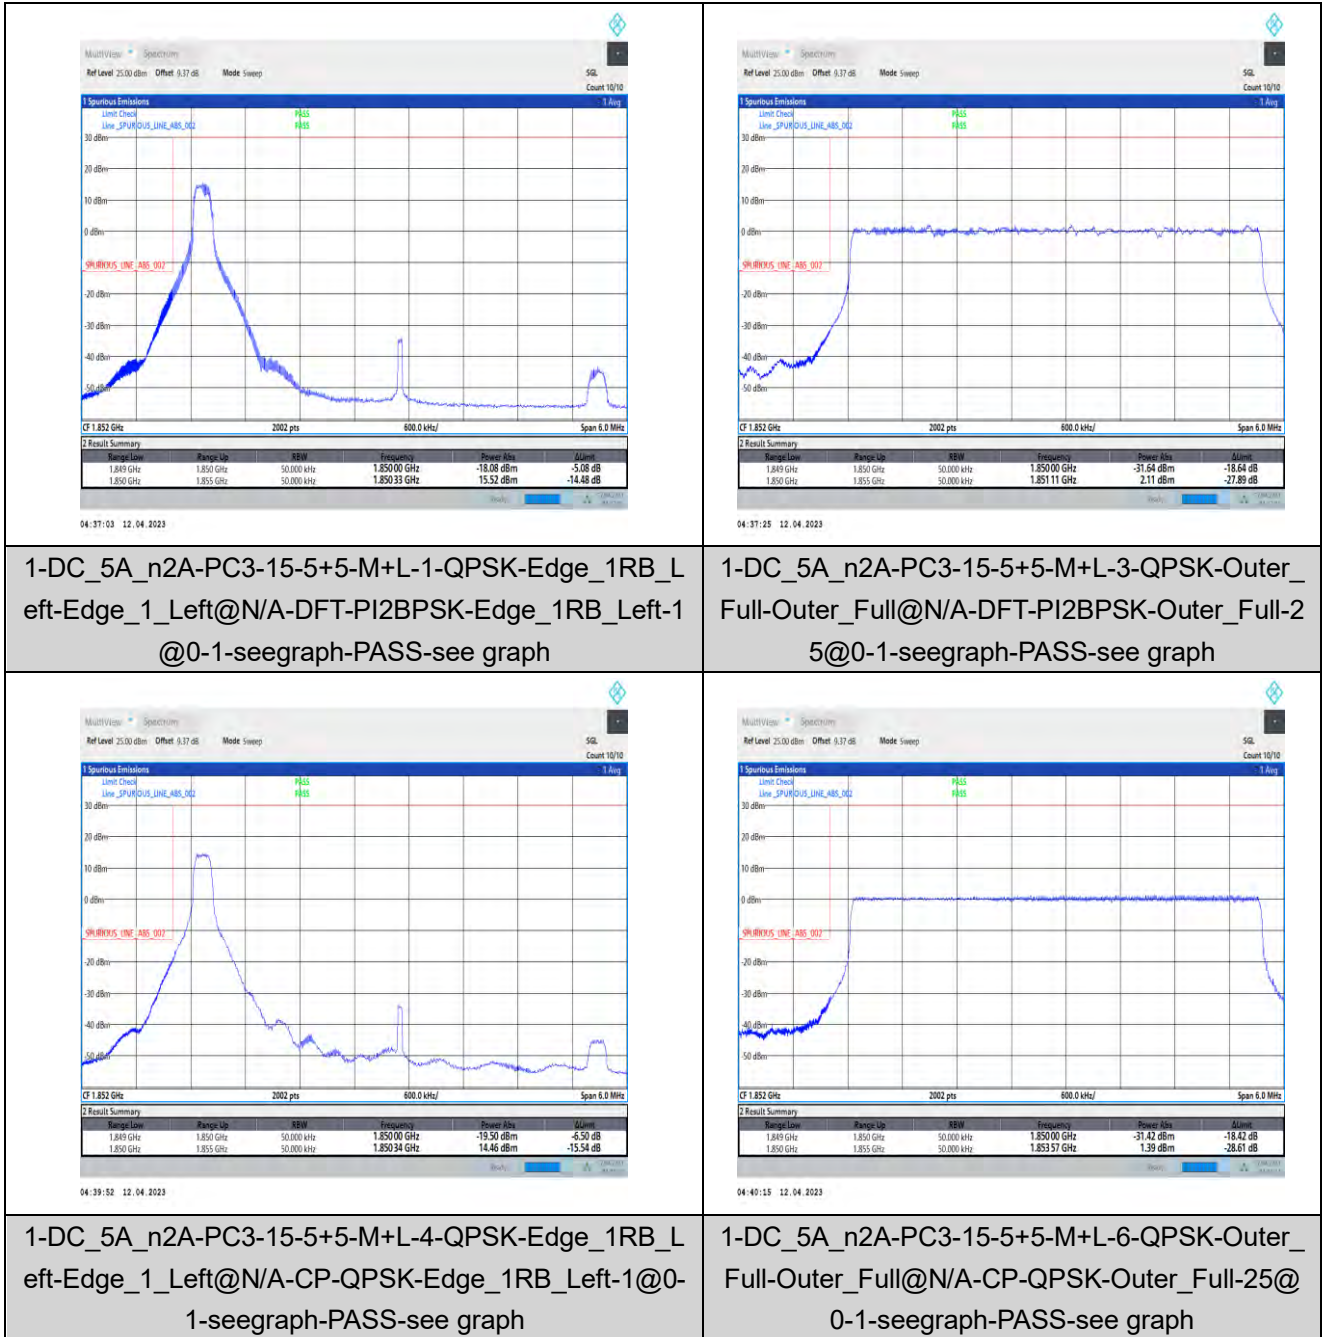 MultiView Spectrum
Ref Level 25.00 dBm Offset 9.37 dB Mode Sweep SGL
Count 10/10
1 Spurious Emissions 1 Avg
Limit Check PASS
Line _SPURIOUS_LINE_ABS_002 PASS
30 dBm
20 dBm
10 dBm
0 dBm
_SPURIOUS_LINE_ABS_002
-20 dBm
-30 dBm
-40 dBm
-50 dBm
CF 1.852 GHz 2002 pts 600.0 kHz/ Span 6.0 MHz
2 Result Summary
Range Low Range Up RBW Frequency Power Abs ΔLimit
1.849 GHz 1.850 GHz 50.000 kHz 1.85000 GHz -18.08 dBm -5.08 dB
1.850 GHz 1.855 GHz 50.000 kHz 1.85033 GHz 15.52 dBm -14.48 dB
04:37:03 12.04.2023
MultiView Spectrum
Ref Level 25.00 dBm Offset 9.37 dB Mode Sweep SGL
Count 10/10
1 Spurious Emissions 1 Avg
Limit Check PASS
Line _SPURIOUS_LINE_ABS_002 PASS
30 dBm
20 dBm
10 dBm
0 dBm
_SPURIOUS_LINE_ABS_002
-20 dBm
-30 dBm
-40 dBm
-50 dBm
CF 1.852 GHz 2002 pts 600.0 kHz/ Span 6.0 MHz
2 Result Summary
Range Low Range Up RBW Frequency Power Abs ΔLimit
1.849 GHz 1.850 GHz 50.000 kHz 1.85000 GHz -31.64 dBm -18.64 dB
1.850 GHz 1.855 GHz 50.000 kHz 1.85111 GHz 2.11 dBm -27.89 dB
04:37:25 12.04.2023
1-DC_5A_n2A-PC3-15-5+5-M+L-1-QPSK-Edge_1RB_L
eft-Edge_1_Left@N/A-DFT-PI2BPSK-Edge_1RB_Left-1
@0-1-seegraph-PASS-see graph
1-DC_5A_n2A-PC3-15-5+5-M+L-3-QPSK-Outer_
Full-Outer_Full@N/A-DFT-PI2BPSK-Outer_Full-2
5@0-1-seegraph-PASS-see graph
MultiView Spectrum
Ref Level 25.00 dBm Offset 9.37 dB Mode Sweep SGL
Count 10/10
1 Spurious Emissions 1 Avg
Limit Check PASS
Line _SPURIOUS_LINE_ABS_002 PASS
30 dBm
20 dBm
10 dBm
0 dBm
_SPURIOUS_LINE_ABS_002
-20 dBm
-30 dBm
-40 dBm
-50 dBm
CF 1.852 GHz 2002 pts 600.0 kHz/ Span 6.0 MHz
2 Result Summary
Range Low Range Up RBW Frequency Power Abs ΔLimit
1.849 GHz 1.850 GHz 50.000 kHz 1.85000 GHz -19.50 dBm -6.50 dB
1.850 GHz 1.855 GHz 50.000 kHz 1.85034 GHz 14.46 dBm -15.54 dB
04:39:52 12.04.2023
MultiView Spectrum
Ref Level 25.00 dBm Offset 9.37 dB Mode Sweep SGL
Count 10/10
1 Spurious Emissions 1 Avg
Limit Check PASS
Line _SPURIOUS_LINE_ABS_002 PASS
30 dBm
20 dBm
10 dBm
0 dBm
_SPURIOUS_LINE_ABS_002
-20 dBm
-30 dBm
-40 dBm
-50 dBm
CF 1.852 GHz 2002 pts 600.0 kHz/ Span 6.0 MHz
2 Result Summary
Range Low Range Up RBW Frequency Power Abs ΔLimit
1.849 GHz 1.850 GHz 50.000 kHz 1.85000 GHz -31.42 dBm -18.42 dB
1.850 GHz 1.855 GHz 50.000 kHz 1.85357 GHz 1.39 dBm -28.61 dB
04:40:15 12.04.2023
1-DC_5A_n2A-PC3-15-5+5-M+L-4-QPSK-Edge_1RB_L
eft-Edge_1_Left@N/A-CP-QPSK-Edge_1RB_Left-1@0-
1-seegraph-PASS-see graph
1-DC_5A_n2A-PC3-15-5+5-M+L-6-QPSK-Outer_
Full-Outer_Full@N/A-CP-QPSK-Outer_Full-25@
0-1-seegraph-PASS-see graph